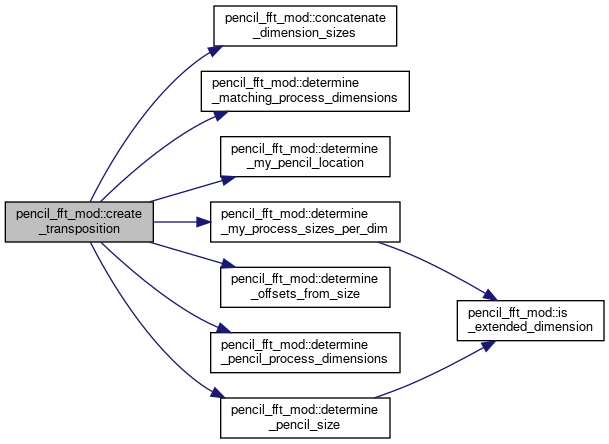 pencil_fft_mod::concatenate
_dimension_sizes
pencil_fft_mod::determine
_matching_process_dimensions
pencil_fft_mod::determine
_my_pencil_location
pencil_fft_mod::create
_transposition
pencil_fft_mod::determine
_my_process_sizes_per_dim
pencil_fft_mod::determine
_offsets_from_size
pencil_fft_mod::is
_extended_dimension
pencil_fft_mod::determine
_pencil_process_dimensions
pencil_fft_mod::determine
_pencil_size